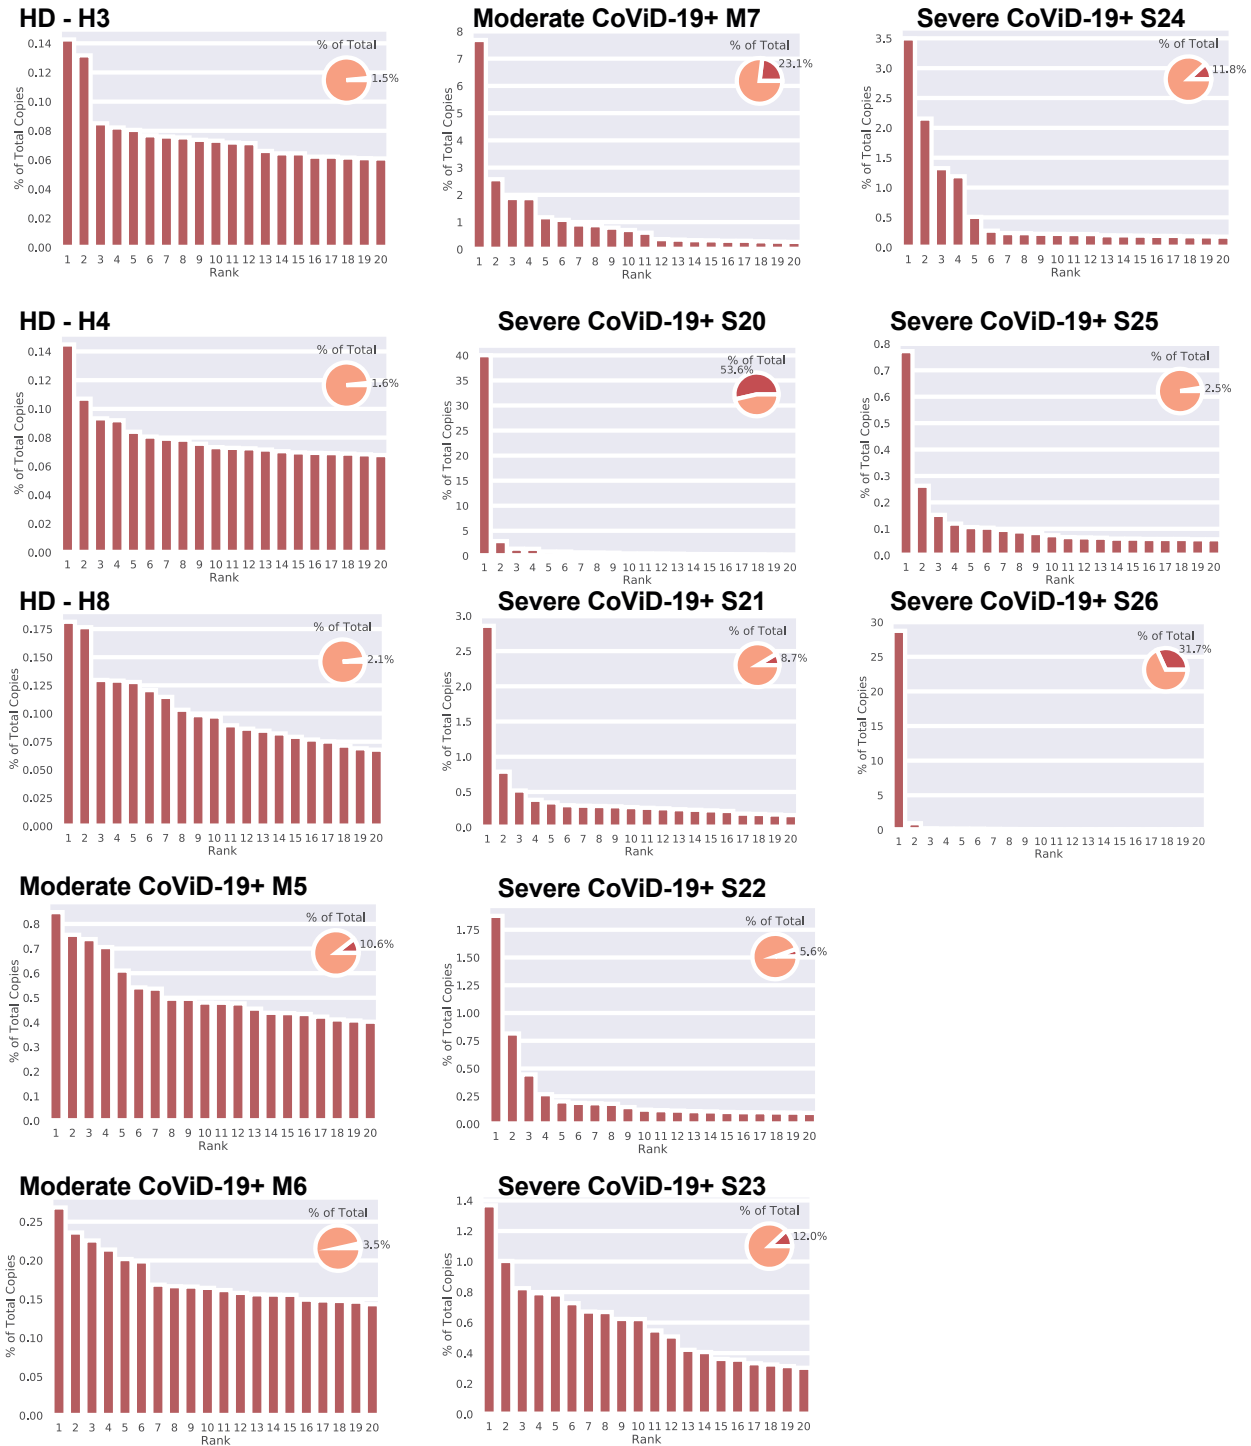 HD - H3
% of Total
1.5%
0.14
0.12
0.10
0.08
0.06
0.04
0.02
0.00
% of Total Copies
1 2 3 4 5 6 7 8 9 10 11 12 13 14 15 16 17 18 19 20
Rank
Moderate CoViD-19+ M7
% of Total
23.1%
8
7
6
5
4
3
2
1
0
% of Total Copies
1 2 3 4 5 6 7 8 9 10 11 12 13 14 15 16 17 18 19 20
Rank
Severe CoViD-19+ S24
% of Total
11.8%
3.5
3.0
2.5
2.0
1.5
1.0
0.5
0.0
% of Total Copies
1 2 3 4 5 6 7 8 9 10 11 12 13 14 15 16 17 18 19 20
Rank
HD - H4
% of Total
1.6%
0.14
0.12
0.10
0.08
0.06
0.04
0.02
0.00
% of Total Copies
1 2 3 4 5 6 7 8 9 10 11 12 13 14 15 16 17 18 19 20
Rank
Severe CoViD-19+ S20
% of Total
53.6%
40
35
30
25
20
15
10
5
0
% of Total Copies
1 2 3 4 5 6 7 8 9 10 11 12 13 14 15 16 17 18 19 20
Rank
Severe CoViD-19+ S25
% of Total
2.5%
0.8
0.7
0.6
0.5
0.4
0.3
0.2
0.1
0.0
% of Total Copies
1 2 3 4 5 6 7 8 9 10 11 12 13 14 15 16 17 18 19 20
Rank
HD - H8
% of Total
2.1%
0.175
0.150
0.125
0.100
0.075
0.050
0.025
0.000
% of Total Copies
1 2 3 4 5 6 7 8 9 10 11 12 13 14 15 16 17 18 19 20
Rank
Severe CoViD-19+ S21
% of Total
8.7%
3.0
2.5
2.0
1.5
1.0
0.5
0.0
% of Total Copies
1 2 3 4 5 6 7 8 9 10 11 12 13 14 15 16 17 18 19 20
Rank
Severe CoViD-19+ S26
% of Total
31.7%
30
25
20
15
10
5
0
% of Total Copies
1 2 3 4 5 6 7 8 9 10 11 12 13 14 15 16 17 18 19 20
Rank
Moderate CoViD-19+ M5
% of Total
10.6%
0.8
0.7
0.6
0.5
0.4
0.3
0.2
0.1
0.0
% of Total Copies
1 2 3 4 5 6 7 8 9 10 11 12 13 14 15 16 17 18 19 20
Rank
Severe CoViD-19+ S22
% of Total
5.6%
1.75
1.50
1.25
1.00
0.75
0.50
0.25
0.00
% of Total Copies
1 2 3 4 5 6 7 8 9 10 11 12 13 14 15 16 17 18 19 20
Rank
Moderate CoViD-19+ M6
% of Total
3.5%
0.25
0.20
0.15
0.10
0.05
0.00
% of Total Copies
1 2 3 4 5 6 7 8 9 10 11 12 13 14 15 16 17 18 19 20
Rank
Severe CoViD-19+ S23
% of Total
12.0%
1.4
1.2
1.0
0.8
0.6
0.4
0.2
0.0
% of Total Copies
1 2 3 4 5 6 7 8 9 10 11 12 13 14 15 16 17 18 19 20
Rank